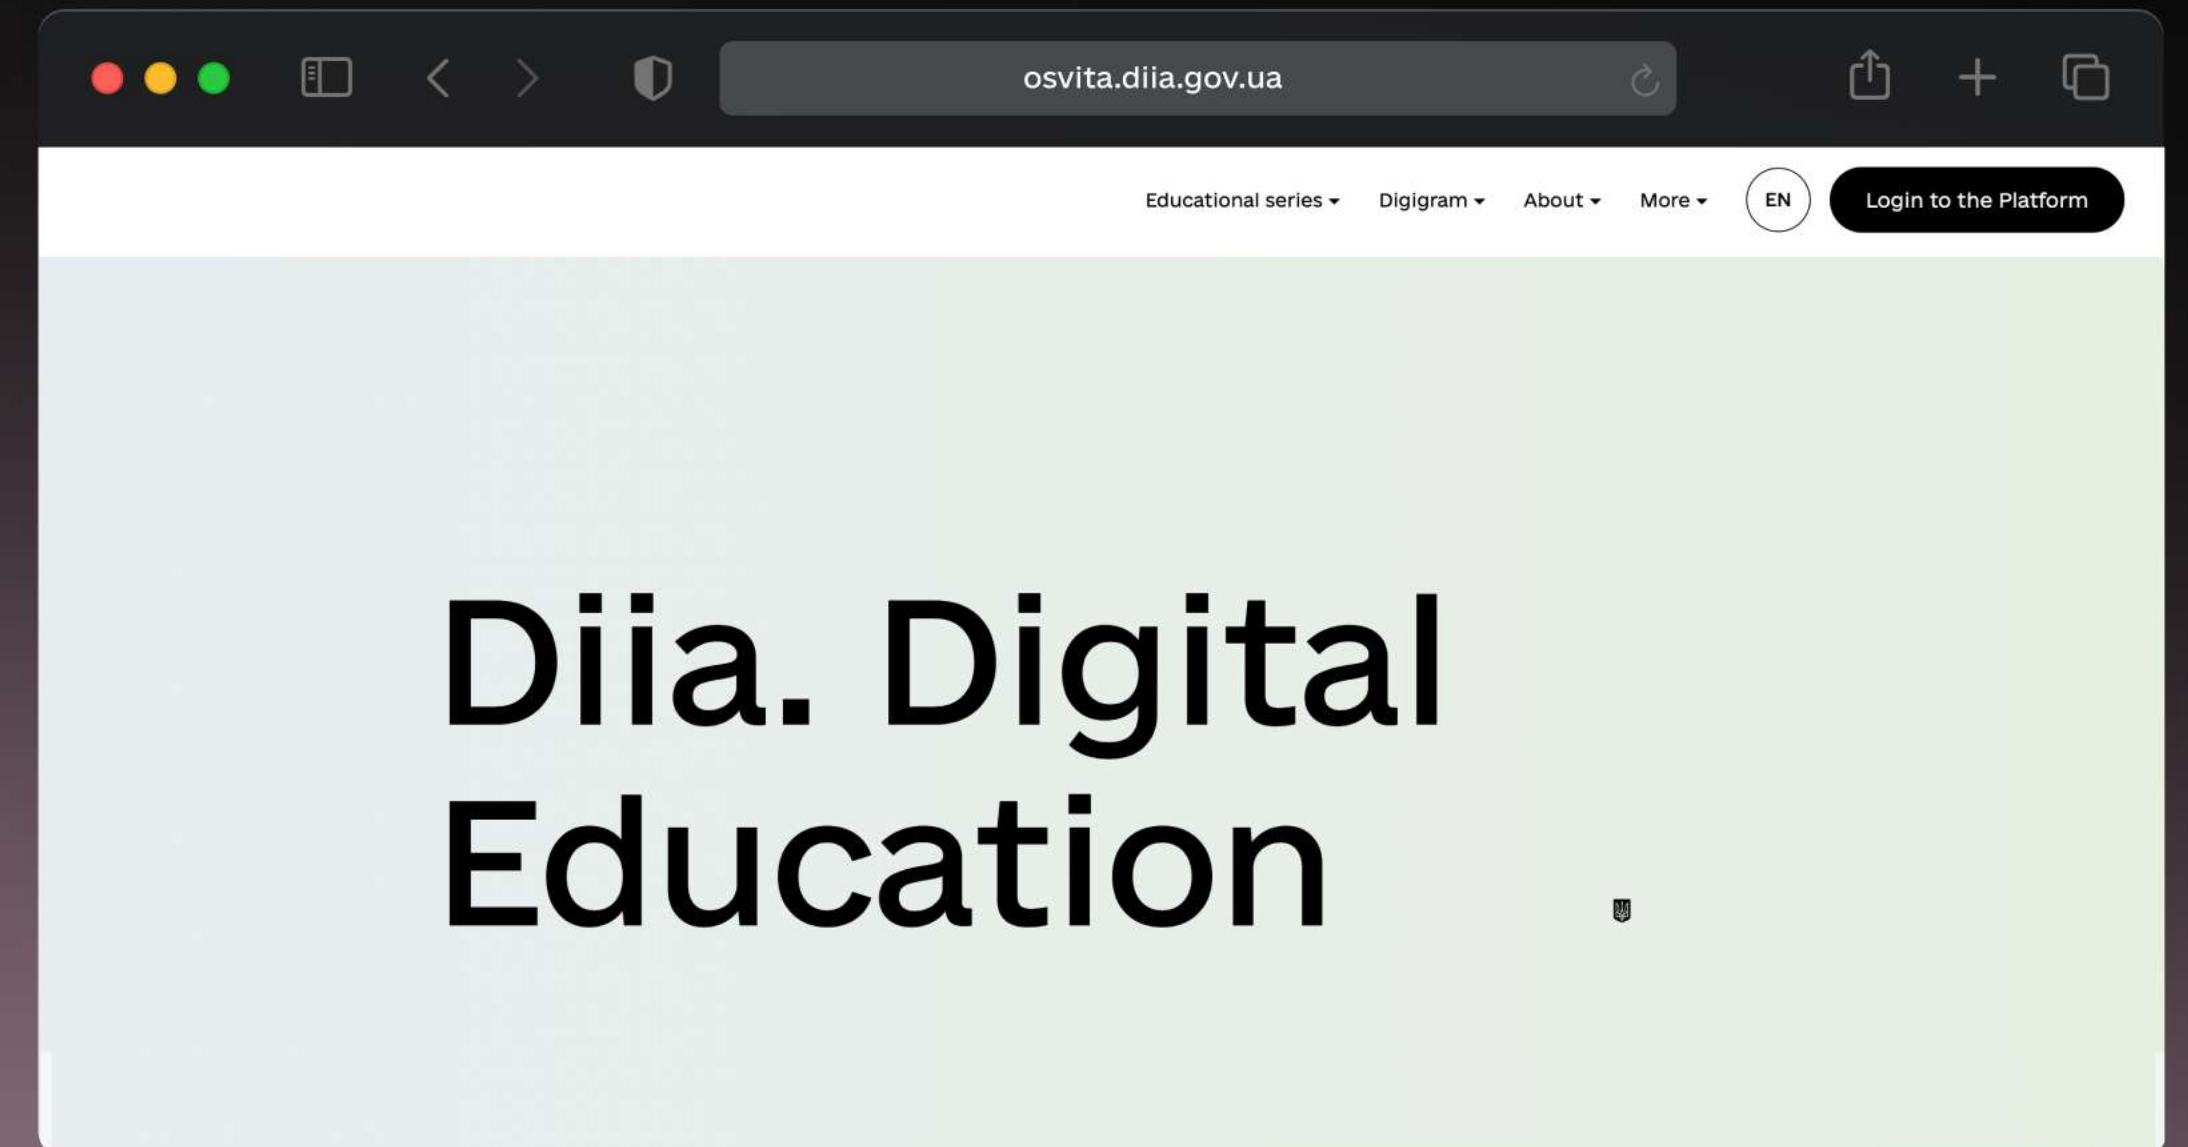 osvita.diia.gov.ua
Educational series Digigram About More EN Login to the Platform
Diia. Digital
Education